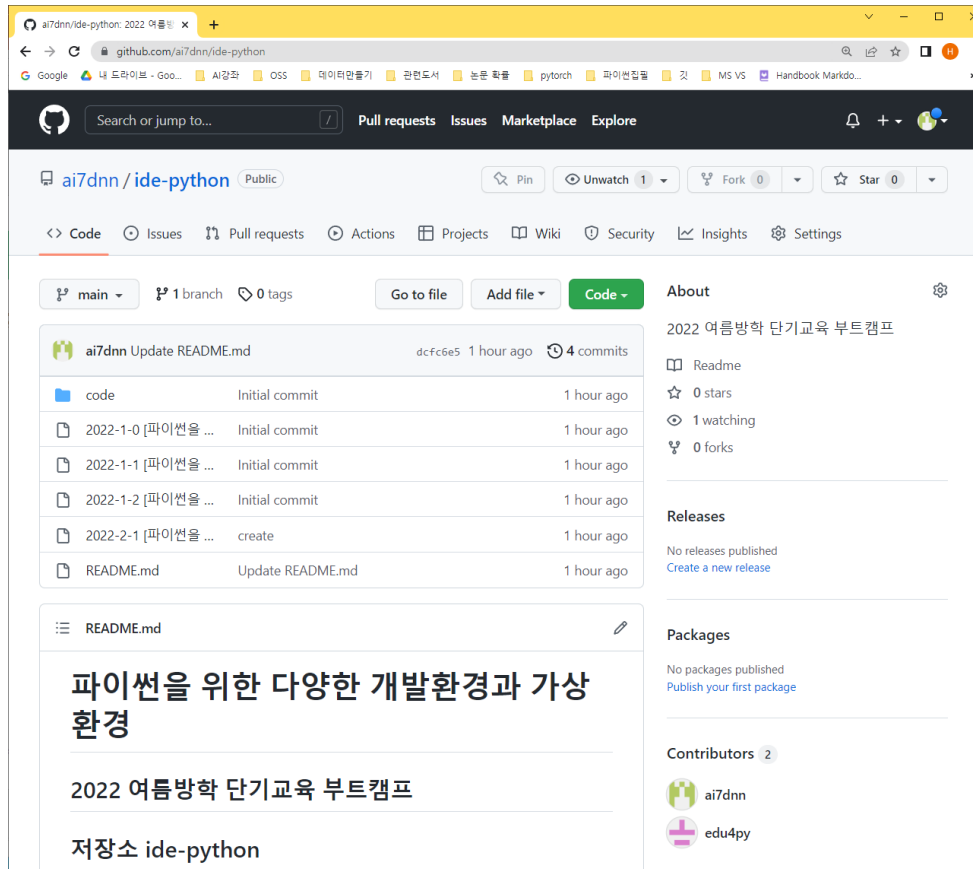 ai7dnn/ide-python: 2022 여름방
github.com/ai7dnn/ide-python
Google 내 드라이브 - Goo... AI강좌 OSS 데이터만들기 관련도서 논문 확률 pytorch 파이썬집필 깃 MS VS Handbook Markdo...
Search or jump to... / Pull requests Issues Marketplace Explore
ai7dnn / ide-python Public Pin Unwatch 1 Fork 0 Star 0
Code Issues Pull requests Actions Projects Wiki Security Insights Settings
main 1 branch 0 tags Go to file Add file Code
ai7dnn Update README.md dcfc6e5 1 hour ago 4 commits
code Initial commit 1 hour ago
2022-1-0 [파이썬을 ... Initial commit 1 hour ago
2022-1-1 [파이썬을 ... Initial commit 1 hour ago
2022-1-2 [파이썬을 ... Initial commit 1 hour ago
2022-2-1 [파이썬을 ... create 1 hour ago
README.md Update README.md 1 hour ago
README.md
파이썬을 위한 다양한 개발환경과 가상
환경
2022 여름방학 단기교육 부트캠프
저장소 ide-python
About
2022 여름방학 단기교육 부트캠프
Readme
0 stars
1 watching
0 forks
Releases
No releases published
Create a new release
Packages
No packages published
Publish your first package
Contributors 2
ai7dnn
edu4py